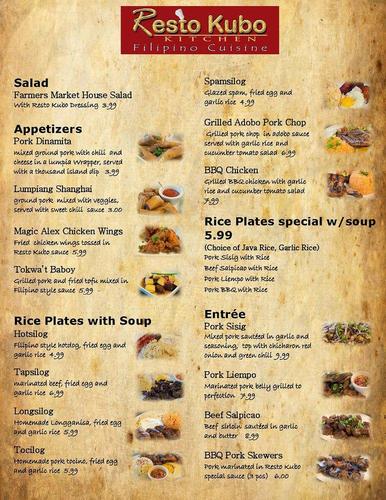 Resto Kubo
KITCHEN
Filipino Cuisine
Salad
Farmers Market House Salad
With Resto Kubo Dressing 3.99
Appetizers
Pork Dinamita
mixed ground pork with chili and
cheese in a lumpia Wrapper, served
with a thousand island dip 3.99
Lumpiang Shanghai
ground pork mixed with veggies,
served with sweet chili sauce 3.00
Magic Alex Chicken Wings
Fried chicken wings tossed in
Resto Kubo sauce 5.99
Tokwa't Baboy
Grilled pork and fried tofu mixed in
Filipino style sauce 5.99
Rice Plates with Soup
Hotsilog
Filipino style hotdog, fried egg and
garlic rice 4.99
Tapsilog
marinated beef, fried egg and
garlic rice 6.99
Longsilog
Homemade Longganisa, fried egg
and garlic rice 5.99
Tocilog
Homemade pork tocino, fried egg
and garlic rice 5.99
Spamsilog
Glazed spam, fried egg and
garlic rice 4.99
Grilled Adobo Pork Chop
Grilled pork chop in adobo sauce
served with garlic rice and
cucumber tomato salad 6.99
BBQ Chicken
Grilled BBQ chicken with garlic
rice and cucumber tomato salad
7.99
Rice Plates special w/soup
5.99
(Choice of Java Rice, Garlic Rice)
Pork Sisig with Rice
Beef Salpicao with Rice
Pork Liempo with Rice
Pork BBQ with Rice
Entrée
Pork Sisig
Mixed pork sautéed in garlic and
seasoning, top with chicharon red
onion and green chili 9.99
Pork Liempo
Marinated pork belly grilled to
perfection 7.99
Beef Salpicao
Beef sirloin sautéed in garlic
and butter 8.99
BBQ Pork Skewers
Pork marinated in Resto Kubo
special sauce (3 pcs) 6.00